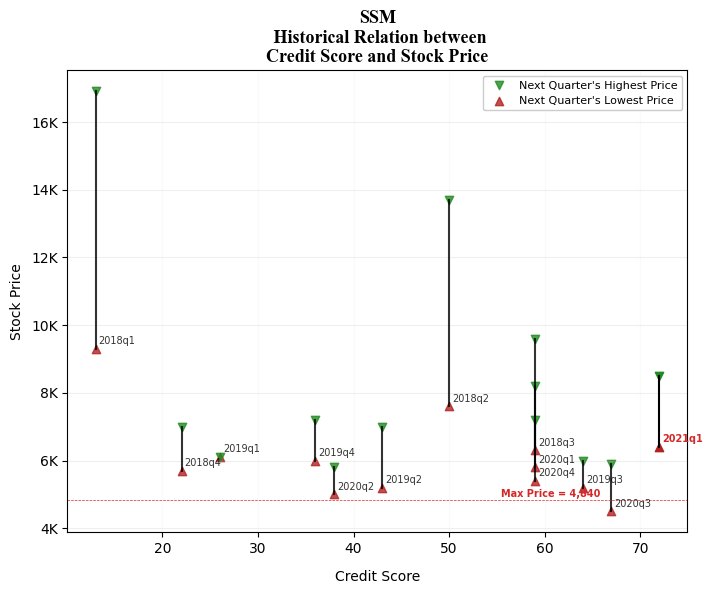 SSM
Historical Relation between
Credit Score and Stock Price
Next Quarter's Highest Price
Next Quarter's Lowest Price
Stock Price
16K
14K
12K
10K
8K
6K
4K
2018q1
2018q2
2021q1
2018q3
2019q1
2019q4
2018q4
2020q1
2020q4
2020q2
2019q2
2019q3
Max Price = 4,840
2020q3
20
30
40
50
60
70
Credit Score